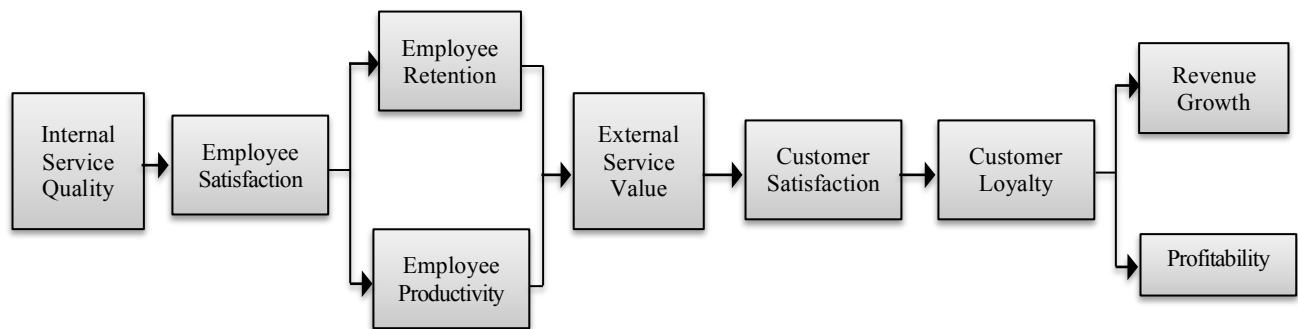 Internal
Service
Quality
Employee
Satisfaction
Employee
Retention
Employee
Productivity
External
Service
Value
Customer
Satisfaction
Customer
Loyalty
Revenue
Growth
Profitability